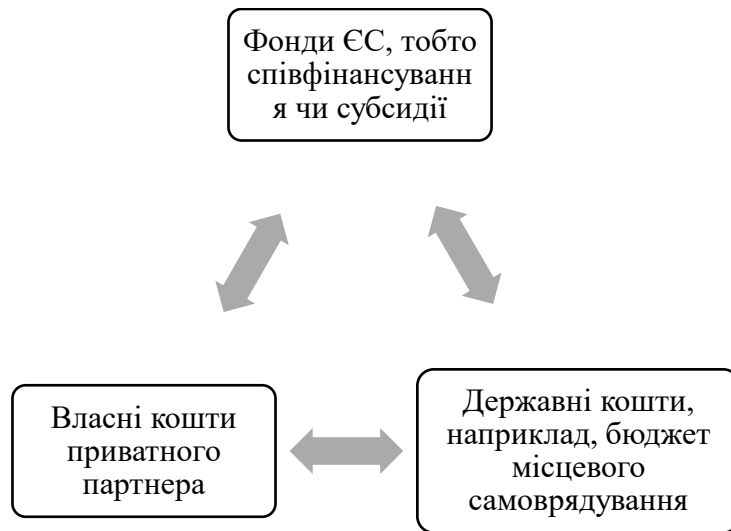 Фонди ЄС, тобто
співфінансуванн
я чи субсидії
Власні кошти
приватного
партнера
Державні кошти,
наприклад, бюджет
місцевого
самоврядування